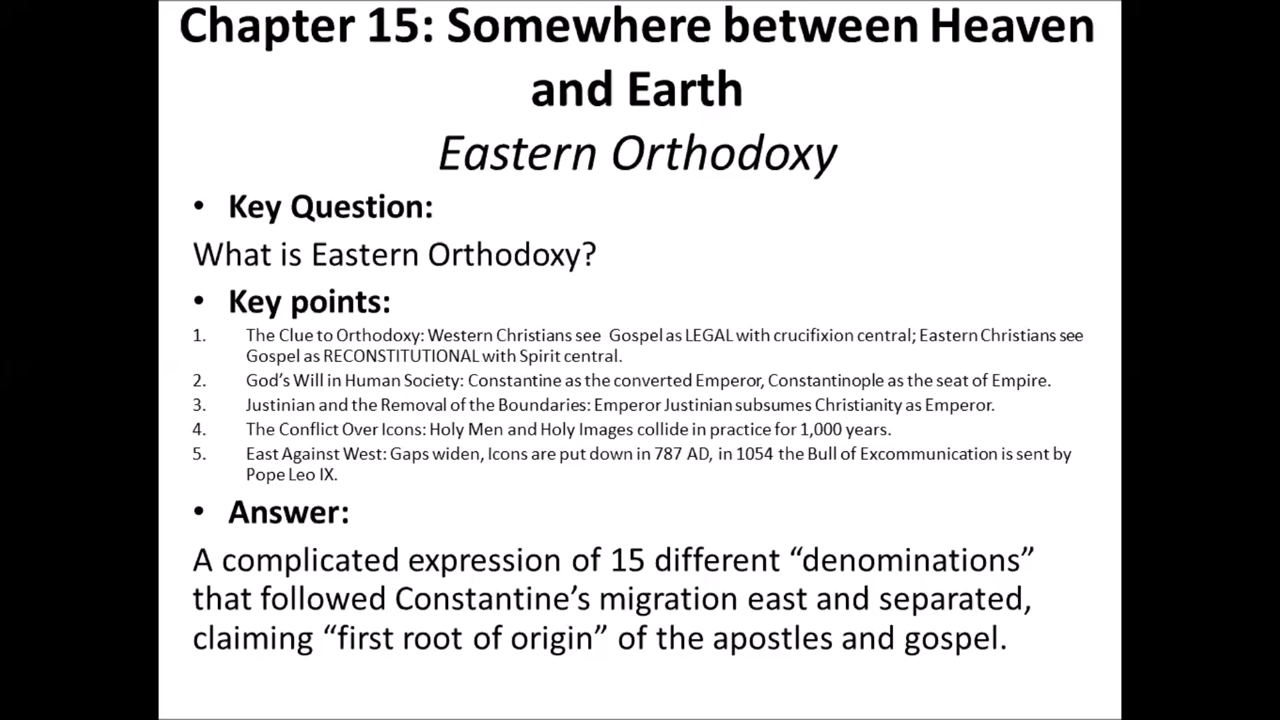 Chapter 15: Somewhere between Heaven
and Earth
Eastern Orthodoxy
• Key Question:
What is Eastern Orthodoxy?
• Key points:
1. The Clue to Orthodoxy: Western Christians see Gospel as LEGAL with crucifixion central; Eastern Christians see
Gospel as RECONSTITUTIONAL with Spirit central.
2. God's Will in Human Society: Constantine as the converted Emperor, Constantinople as the seat of Empire.
3. Justinian and the Removal of the Boundaries: Emperor Justinian subsumes Christianity as Emperor.
4. The Conflict Over Icons: Holy Men and Holy Images collide in practice for 1,000 years.
5. East Against West: Gaps widen, Icons are put down in 787 AD, in 1054 the Bull of Excommunication is sent by
Pope Leo IX.
• Answer:
A complicated expression of 15 different “denominations”
that followed Constantine’s migration east and separated,
claiming “first root of origin” of the apostles and gospel.